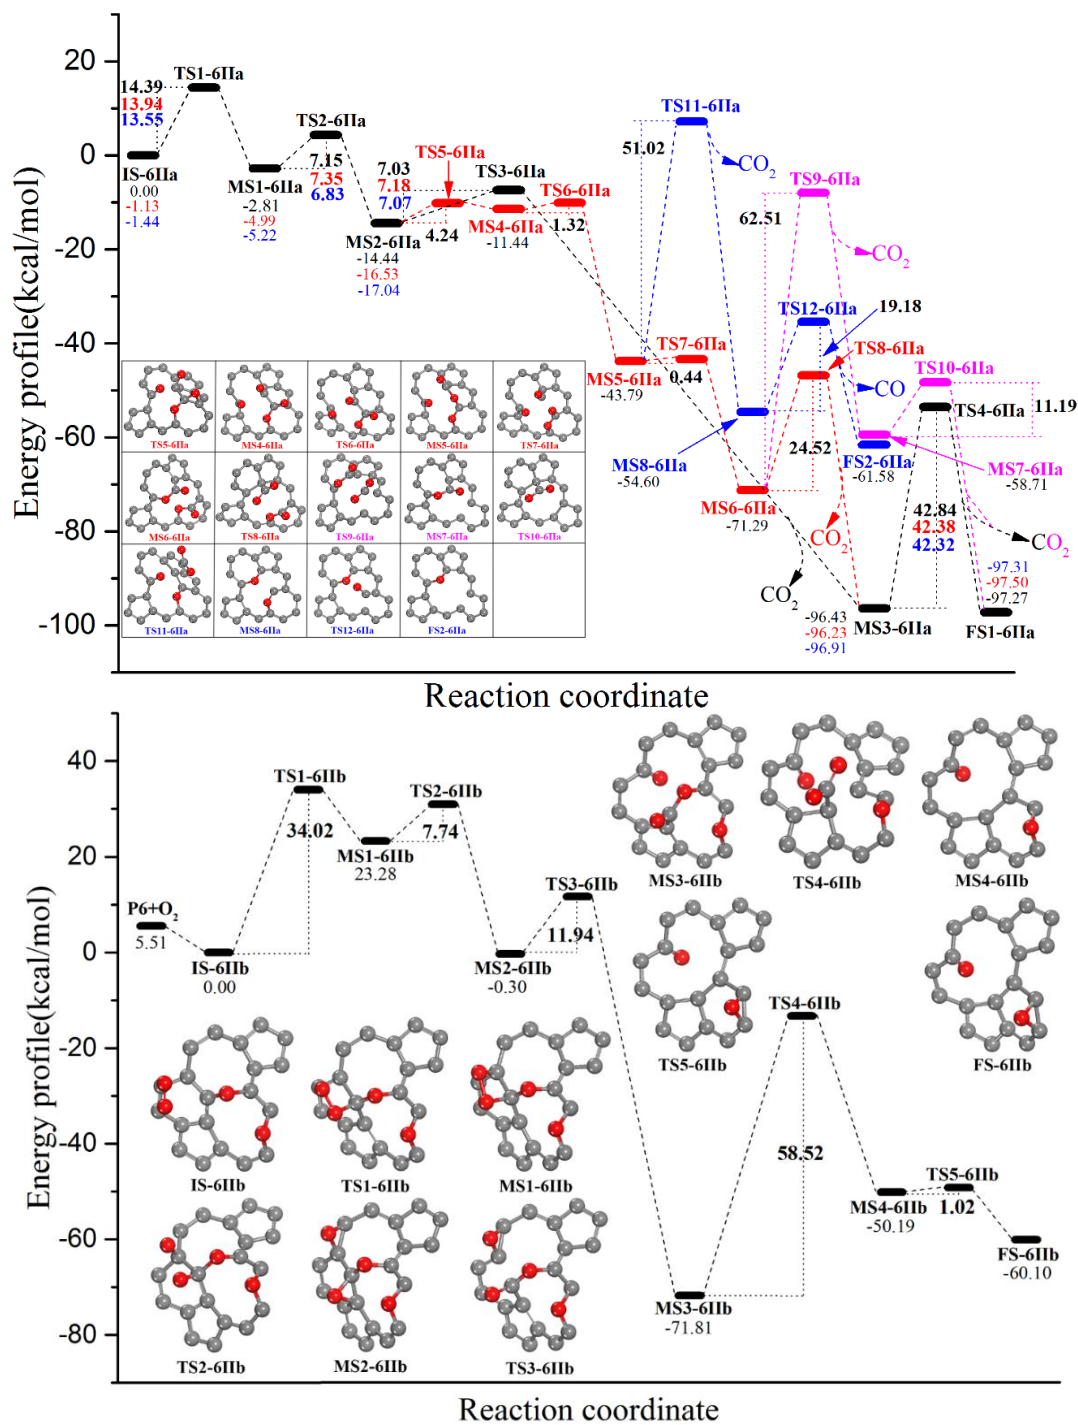 Energy profile(kcal/mol)
20
0
-20
-40
-60
-80
-100
TS1-6IIa
14.39
13.94
13.55
IS-6IIa
0.00
-1.13
-1.44
MS1-6IIa
-2.81
-4.99
-5.22
TS2-6IIa
7.15
7.35
6.83
7.03
7.18
7.07
MS2-6IIa
-14.44
-16.53
-17.04
TS5-6IIa
4.24
TS3-6IIa
MS4-6IIa
-11.44
TS6-6IIa
1.32
TS11-6IIa
51.02
CO2
TS9-6IIa
62.51
CO2
TS12-6IIa
19.18
TS8-6IIa
TS7-6IIa
MS5-6IIa
0.44
-43.79
CO
TS10-6IIa
11.19
TS4-6IIa
MS8-6IIa
-54.60
24.52
FS2-6IIa
-61.58
MS7-6IIa
-58.71
MS6-6IIa
-71.29
CO2
CO2
42.84
42.38
42.32
CO2
-97.31
-97.50
-97.27
-96.43
-96.23
-96.91
MS3-6IIa
FS1-6IIa
TS5-6IIa
MS4-6IIa
TS6-6IIa
MS5-6IIa
TS7-6IIa
MS6-6IIa
TS8-6IIa
TS9-6IIa
MS7-6IIa
TS10-6IIa
TS11-6IIa
MS8-6IIa
TS12-6IIa
FS2-6IIa
Reaction coordinate
Energy profile(kcal/mol)
40
20
0
-20
-40
-60
-80
P6+O2
5.51
IS-6IIb
0.00
TS1-6IIb
34.02
MS1-6IIb
23.28
TS2-6IIb
7.74
MS2-6IIb
-0.30
TS3-6IIb
11.94
MS3-6IIb
TS4-6IIb
MS4-6IIb
TS5-6IIb
FS-6IIb
TS4-6IIb
58.52
MS3-6IIb
-71.81
MS4-6IIb
-50.19
TS5-6IIb
1.02
FS-6IIb
-60.10
IS-6IIb
TS1-6IIb
MS1-6IIb
TS2-6IIb
MS2-6IIb
TS3-6IIb
Reaction coordinate